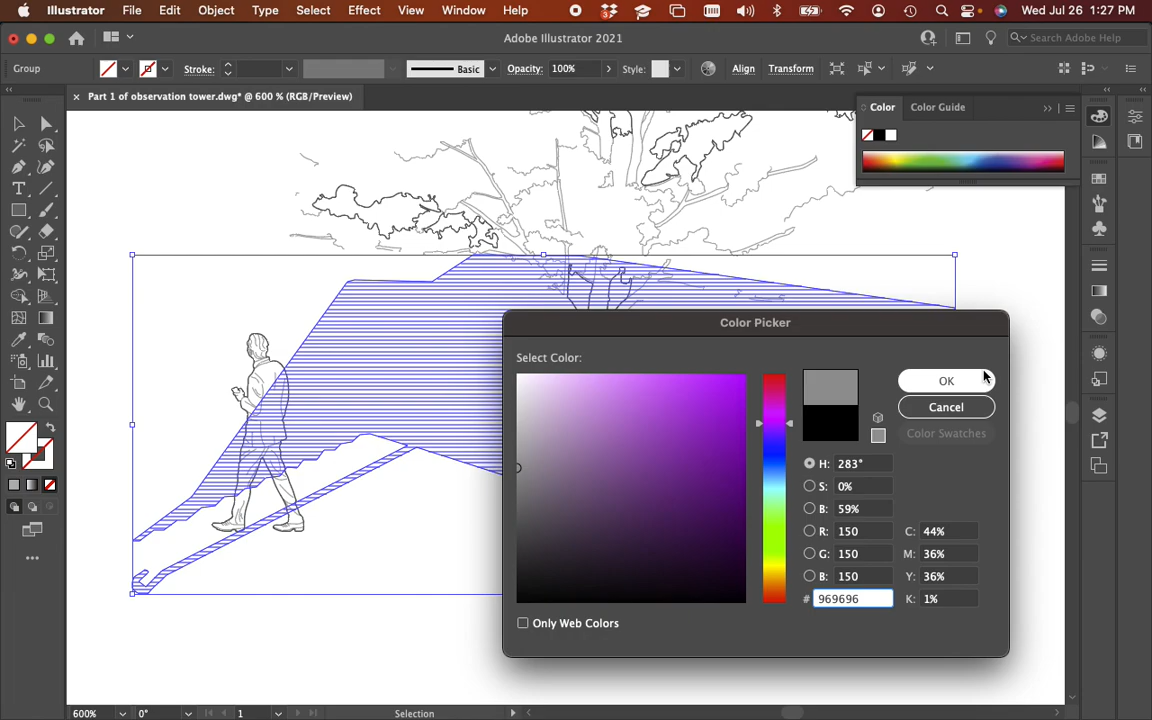 Illustrator File Edit Object Type Select Effect View Window Help Wed Jul 26 1:27 PM
Adobe Illustrator 2021
Search Adobe Help
Group Stroke: Basic Opacity: 100% Style: Align Transform
× Part 1 of observation tower.dwg* @ 600 % (RGB/Preview)
Color Color Guide
Color Picker
Select Color:
OK
Cancel
Color Swatches
H: 283°
S: 0%
B: 59%
R: 150 C: 44%
G: 150 M: 36%
B: 150 Y: 36%
# 969696 K: 1%
Only Web Colors
600% 0° 1 Selection